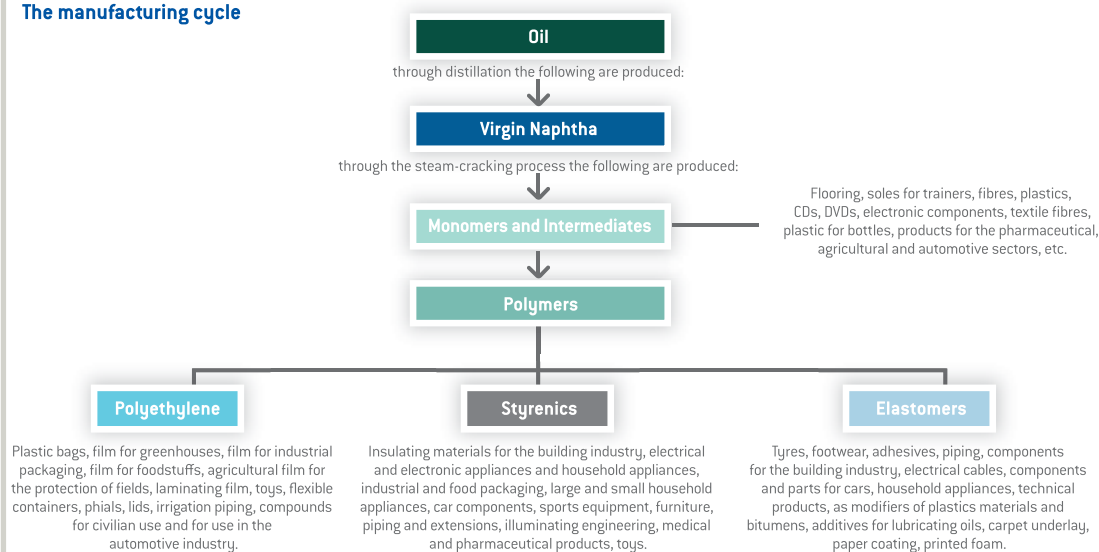 The manufacturing cycle
Oil
through distillation the following are produced:
Virgin Naphtha
through the steam-cracking process the following are produced:
Monomers and Intermediates
Flooring, soles for trainers, fibres, plastics,
CDs, DVDs, electronic components, textile fibres,
plastic for bottles, products for the pharmaceutical,
agricultural and automotive sectors, etc.
Polymers
Polyethylene
Plastic bags, film for greenhouses, film for industrial
packaging, film for foodstuffs, agricultural film for
the protection of fields, laminating film, toys, flexible
containers, phials, lids, irrigation piping, compounds
for civilian use and for use in the
automotive industry.
Styrenics
Insulating materials for the building industry, electrical
and electronic appliances and household appliances,
industrial and food packaging, large and small household
appliances, car components, sports equipment, furniture,
piping and extensions, illuminating engineering, medical
and pharmaceutical products, toys.
Elastomers
Tyres, footwear, adhesives, piping, components
for the building industry, electrical cables, components
and parts for cars, household appliances, technical
products, as modifiers of plastics materials and
bitumens, additives for lubricating oils, carpet underlay,
paper coating, printed foam.